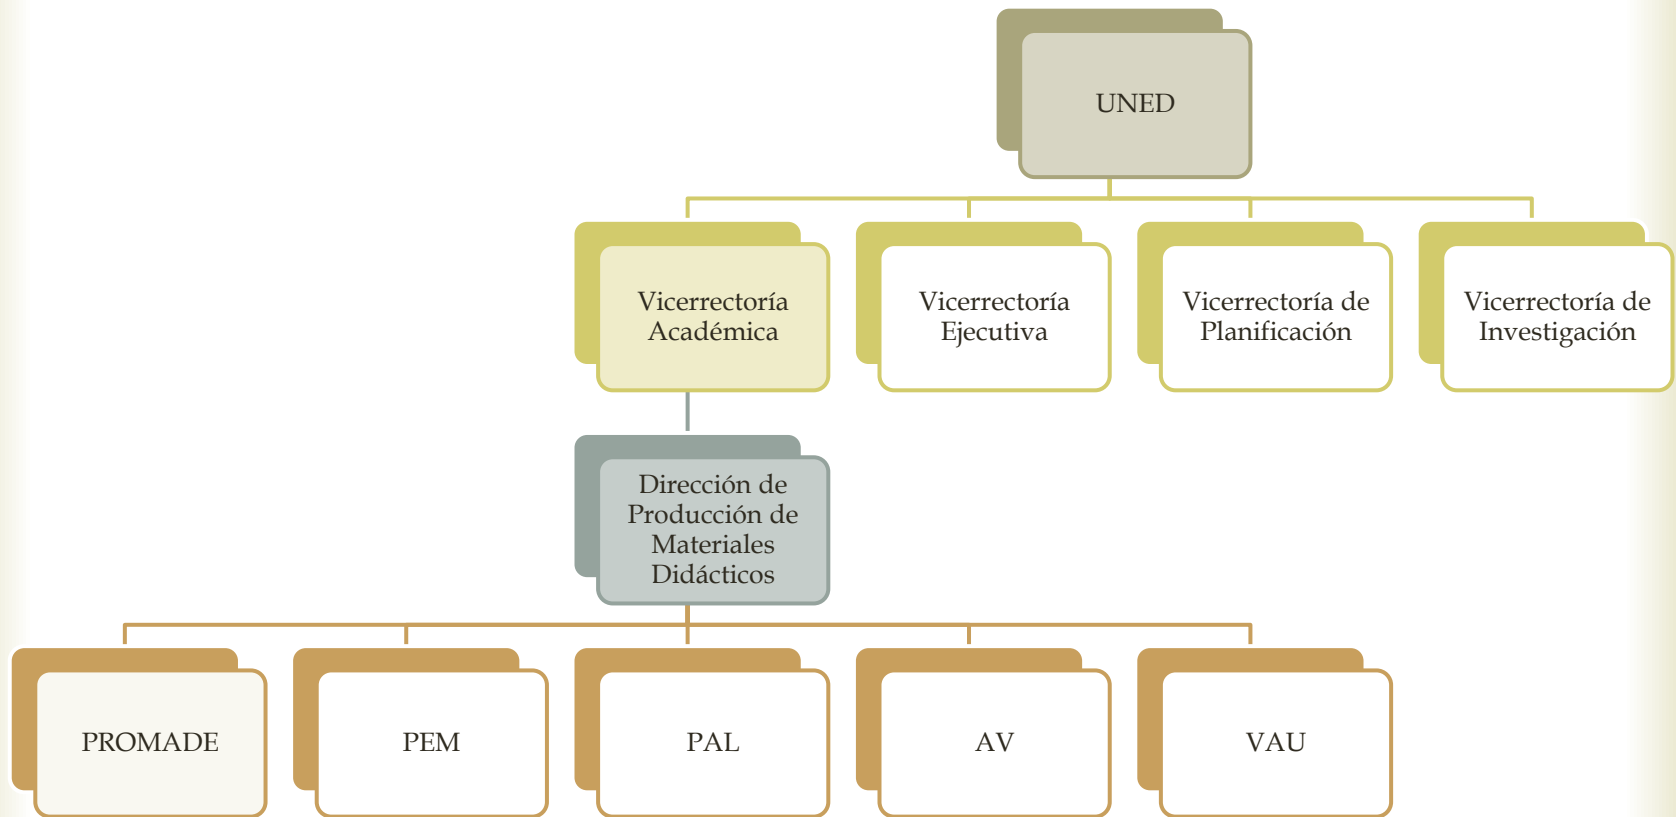 UNED
Vicerrectoría
Académica
Vicerrectoría
Ejecutiva
Vicerrectoría de
Planificación
Vicerrectoría de
Investigación
Dirección de
Producción de
Materiales
Didácticos
PROMADE
PEM
PAL
AV
VAU